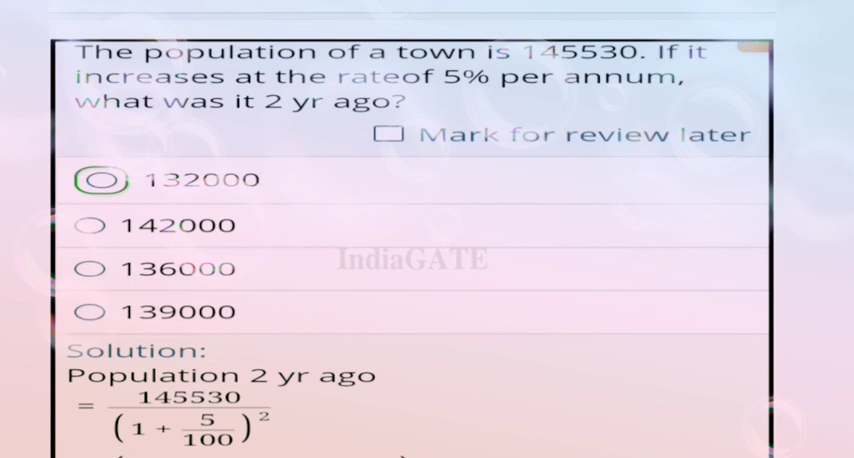 The population of a town is 145530. If it
increases at the rateof 5% per annum,
what was it 2 yr ago?
Mark for review later
132000
142000
136000
IndiaGATE
139000
Solution:
Population 2 yr ago
= 145530 / (1 + 5/100)^2